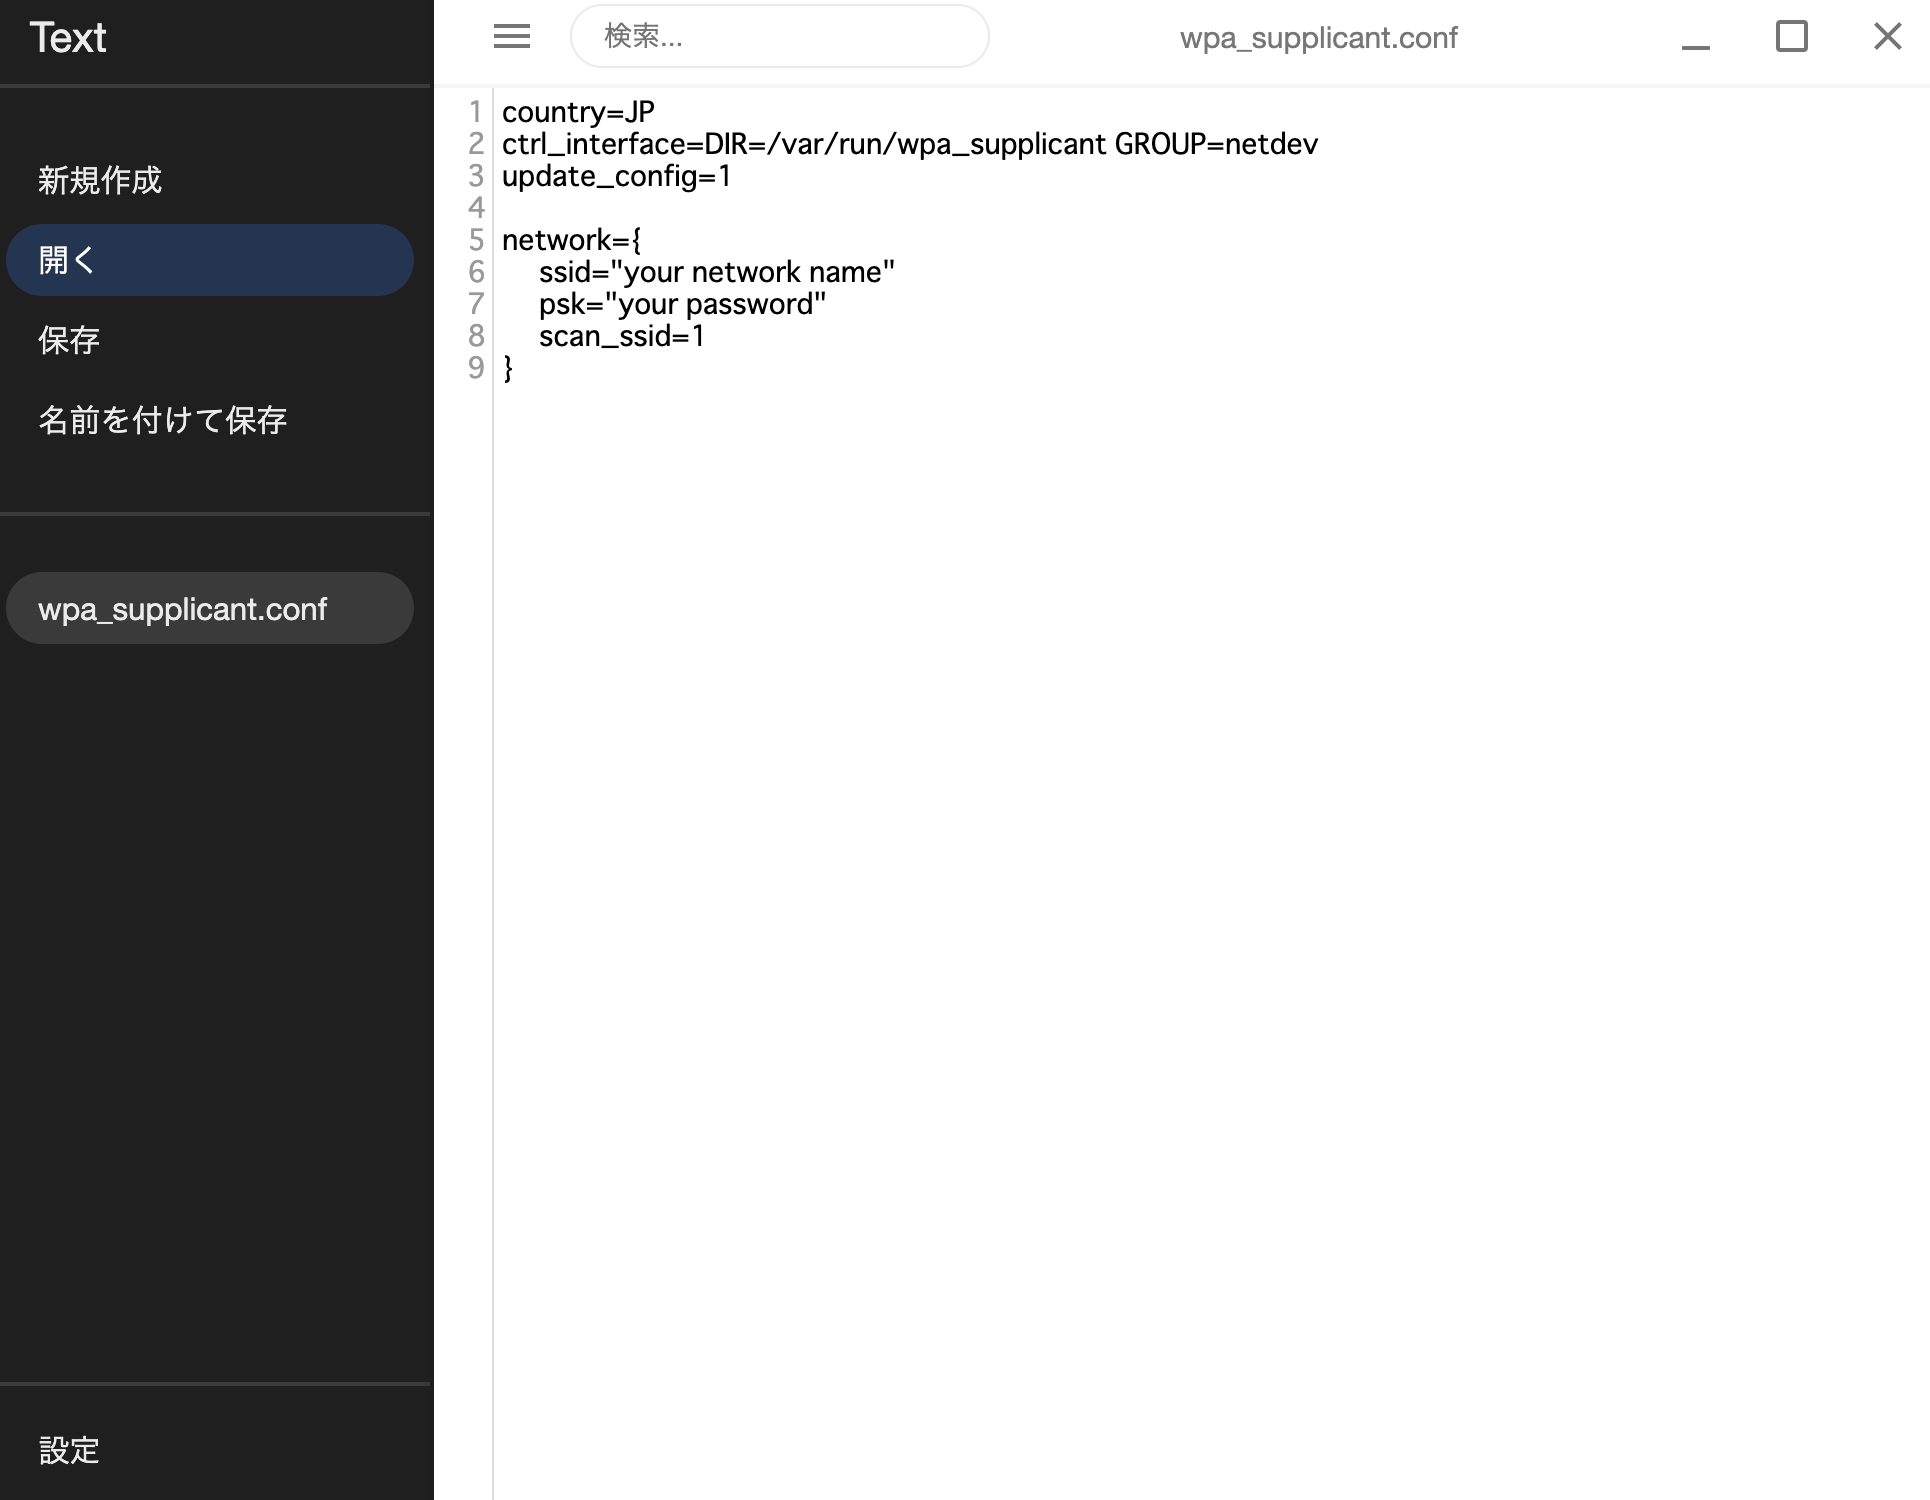 Text
新規作成
開く
保存
名前を付けて保存
wpa_supplicant.conf
設定
検索...
wpa_supplicant.conf
1 country=JP
2 ctrl_interface=DIR=/var/run/wpa_supplicant GROUP=netdev
3 update_config=1
4
5 network={
6 ssid="your network name"
7 psk="your password"
8 scan_ssid=1
9 }